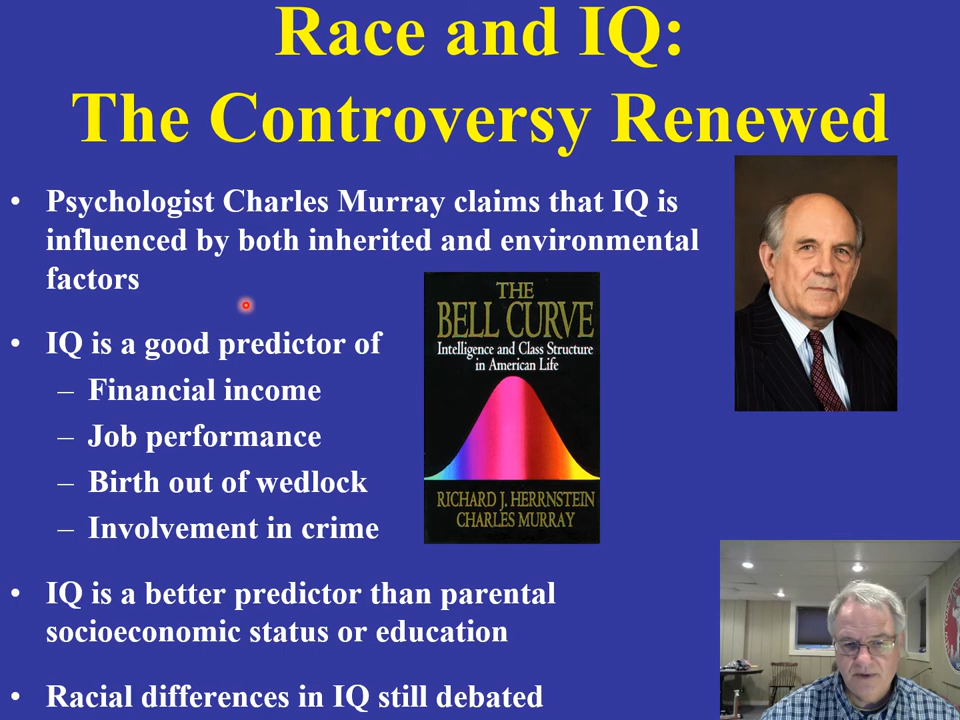 Race and IQ:
The Controversy Renewed
• Psychologist Charles Murray claims that IQ is
influenced by both inherited and environmental
factors
• IQ is a good predictor of
– Financial income
– Job performance
– Birth out of wedlock
– Involvement in crime
• IQ is a better predictor than parental
socioeconomic status or education
• Racial differences in IQ still debated
THE
BELL CURVE
Intelligence and Class Structure
in American Life
RICHARD J. HERRNSTEIN
CHARLES MURRAY